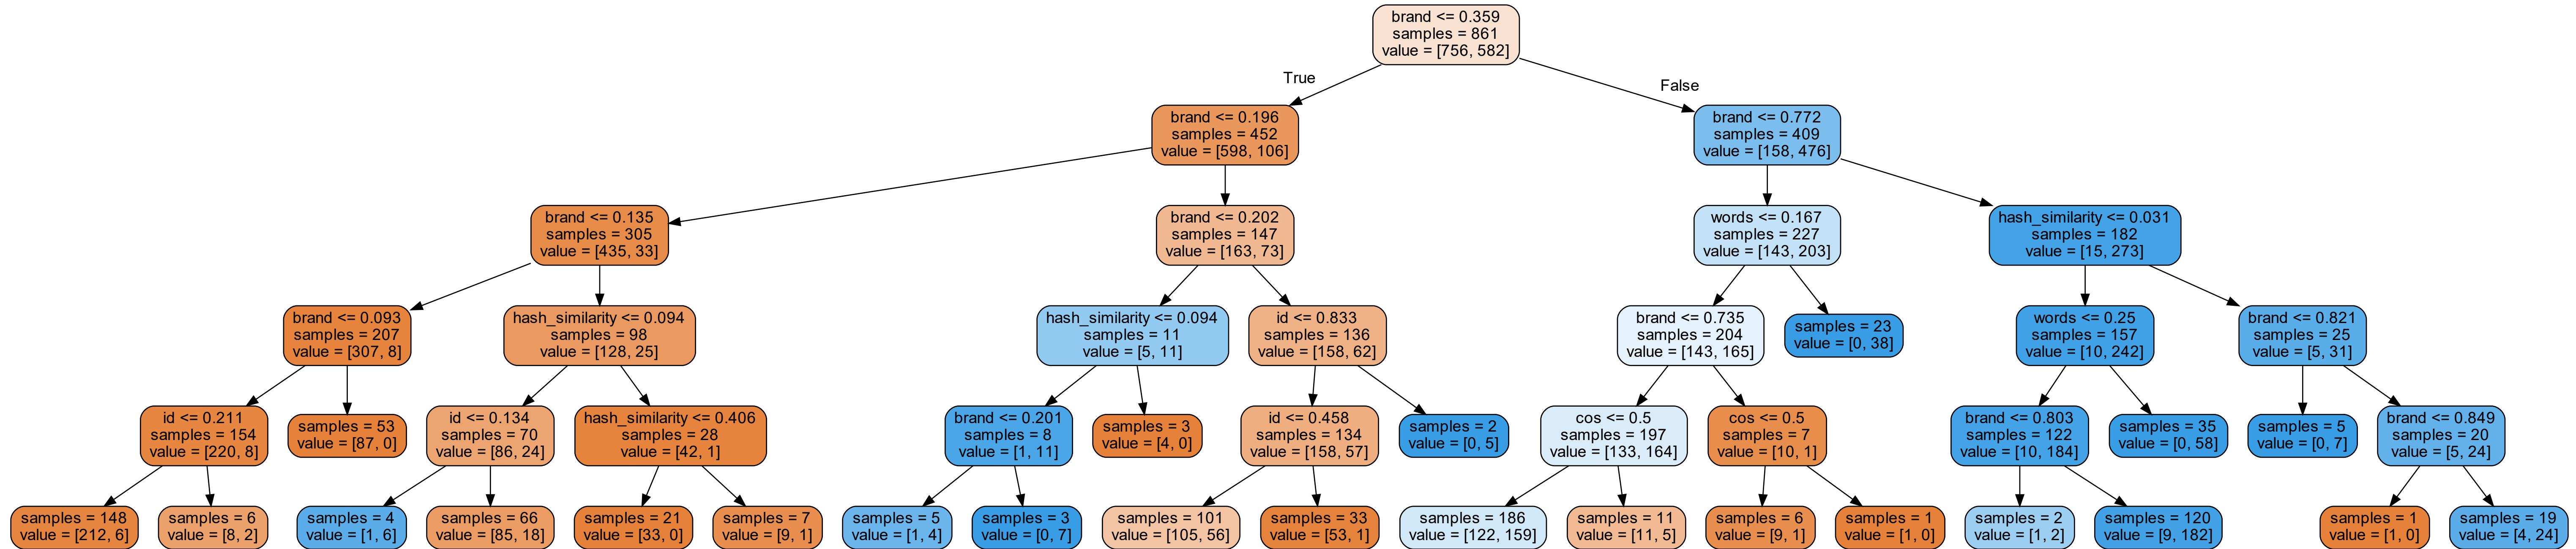 brand <= 0.359
samples = 861
value = [756, 582]
True
False
brand <= 0.196
samples = 452
value = [598, 106]
brand <= 0.772
samples = 409
value = [158, 476]
brand <= 0.135
samples = 305
value = [435, 33]
brand <= 0.202
samples = 147
value = [163, 73]
words <= 0.167
samples = 227
value = [143, 203]
hash_similarity <= 0.031
samples = 182
value = [15, 273]
brand <= 0.093
samples = 207
value = [307, 8]
hash_similarity <= 0.094
samples = 98
value = [128, 25]
hash_similarity <= 0.094
samples = 11
value = [5, 11]
id <= 0.833
samples = 136
value = [158, 62]
brand <= 0.735
samples = 204
value = [143, 165]
samples = 23
value = [0, 38]
words <= 0.25
samples = 157
value = [10, 242]
brand <= 0.821
samples = 25
value = [5, 31]
id <= 0.211
samples = 154
value = [220, 8]
samples = 53
value = [87, 0]
id <= 0.134
samples = 70
value = [86, 24]
hash_similarity <= 0.406
samples = 28
value = [42, 1]
brand <= 0.201
samples = 8
value = [1, 11]
samples = 3
value = [4, 0]
id <= 0.458
samples = 134
value = [158, 57]
samples = 2
value = [0, 5]
cos <= 0.5
samples = 197
value = [133, 164]
cos <= 0.5
samples = 7
value = [10, 1]
brand <= 0.803
samples = 122
value = [10, 184]
samples = 35
value = [0, 58]
samples = 5
value = [0, 7]
brand <= 0.849
samples = 20
value = [5, 24]
samples = 148
value = [212, 6]
samples = 6
value = [8, 2]
samples = 4
value = [1, 6]
samples = 66
value = [85, 18]
samples = 21
value = [33, 0]
samples = 7
value = [9, 1]
samples = 5
value = [1, 4]
samples = 3
value = [0, 7]
samples = 101
value = [105, 56]
samples = 33
value = [53, 1]
samples = 186
value = [122, 159]
samples = 11
value = [11, 5]
samples = 6
value = [9, 1]
samples = 1
value = [1, 0]
samples = 2
value = [1, 2]
samples = 120
value = [9, 182]
samples = 1
value = [1, 0]
samples = 19
value = [4, 24]